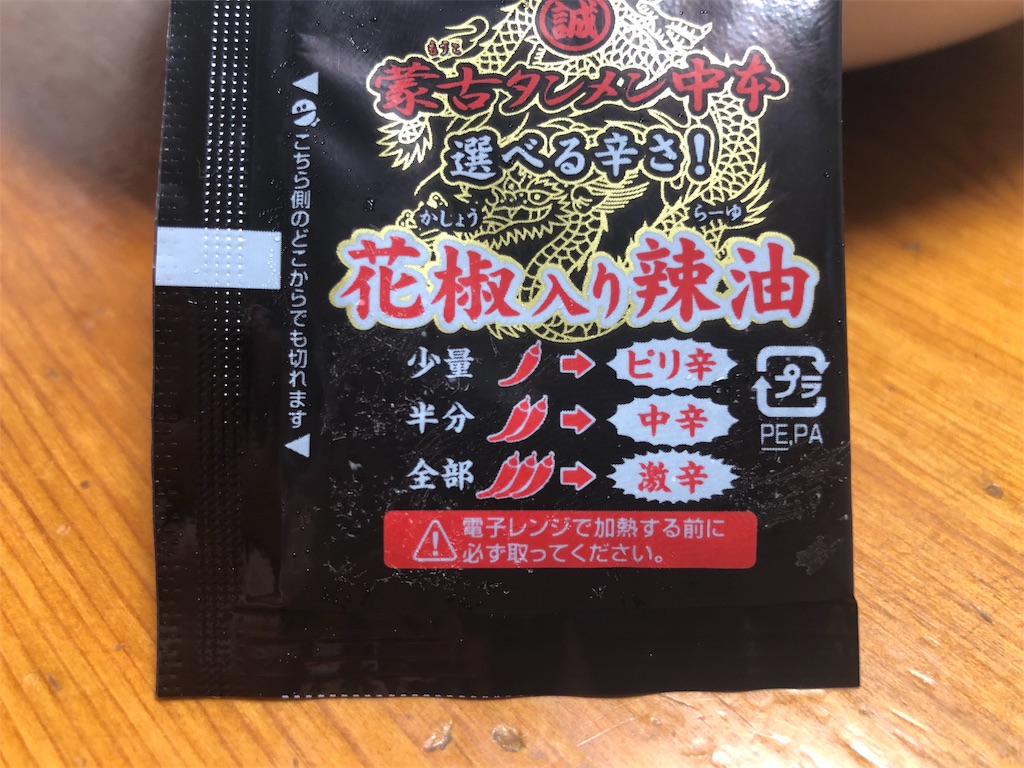 誠
もうこ
蒙古タンメン中本
選べる辛さ!
かしょう らーゆ
花椒入り辣油
少量 ピリ辛
半分 中辛
全部 激辛
電子レンジで加熱する前に
必ず取ってください。
こちら側のどこからでも切れます
プラ
PE,PA